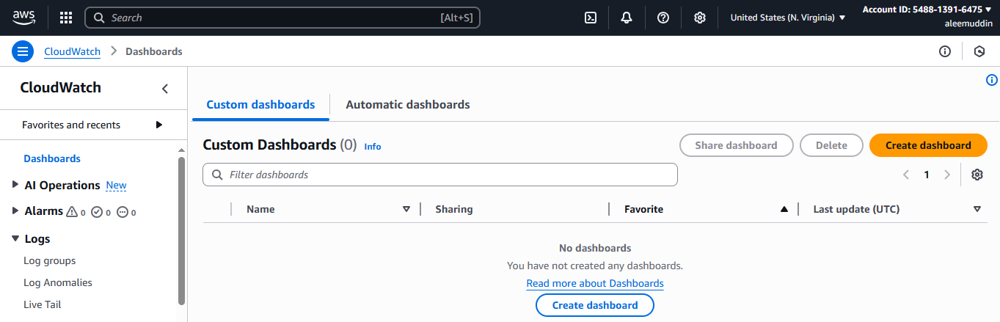 aws Search [Alt+S] United States (N. Virginia) Account ID: 5488-1391-6475
aleemuddin
CloudWatch Dashboards
CloudWatch
Favorites and recents
Dashboards
AI Operations New
Alarms 0 0 0
Logs
Log groups
Log Anomalies
Live Tail
Custom dashboards Automatic dashboards
Custom Dashboards (0) Info Share dashboard Delete Create dashboard
Filter dashboards 1
Name Sharing Favorite Last update (UTC)
No dashboards
You have not created any dashboards.
Read more about Dashboards
Create dashboard